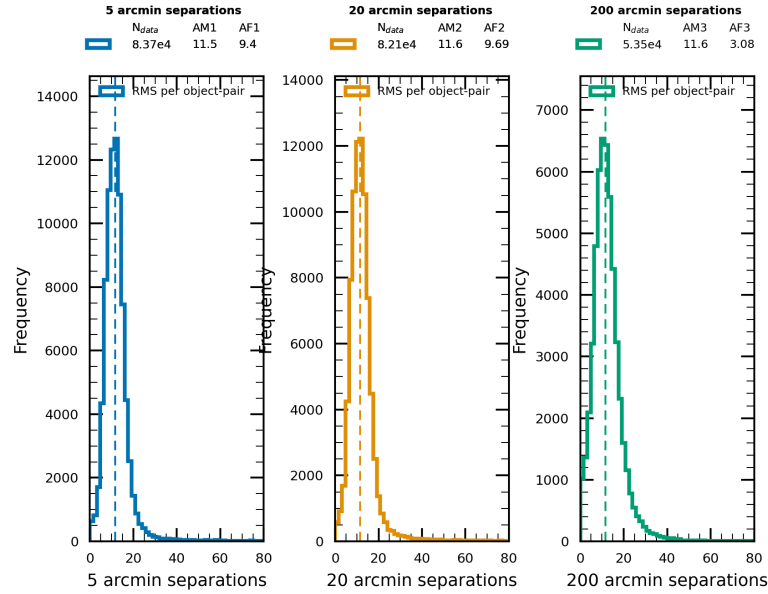 5 arcmin separations
N_data AM1 AF1
8.37e4 11.5 9.4
RMS per object-pair
14000
12000
10000
8000
6000
4000
2000
0
0 20 40 60 80
Frequency
5 arcmin separations
20 arcmin separations
N_data AM2 AF2
8.21e4 11.6 9.69
RMS per object-pair
14000
12000
10000
8000
6000
4000
2000
0
0 20 40 60 80
Frequency
20 arcmin separations
200 arcmin separations
N_data AM3 AF3
5.35e4 11.6 3.08
RMS per object-pair
7000
6000
5000
4000
3000
2000
1000
0
0 20 40 60 80
Frequency
200 arcmin separations